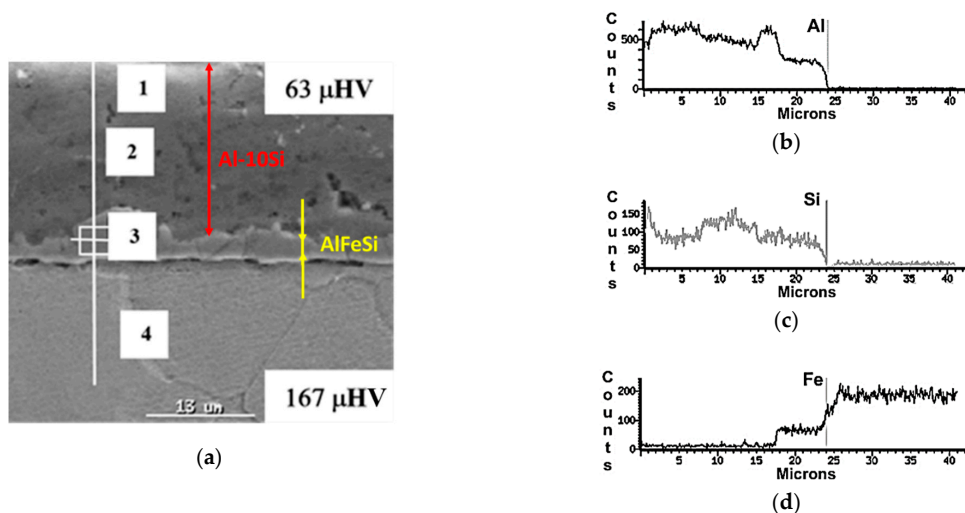 1
63 μHV
2
Al-10Si
3
AlFeSi
4
167 μHV
13 um
(a)
Counts
Al
500
0
5 10 15 20 25 30 35 40
Microns
(b)
Counts
Si
150
100
50
0
5 10 15 20 25 30 35 40
Microns
(c)
Counts
Fe
200
100
0
5 10 15 20 25 30 35 40
Microns
(d)